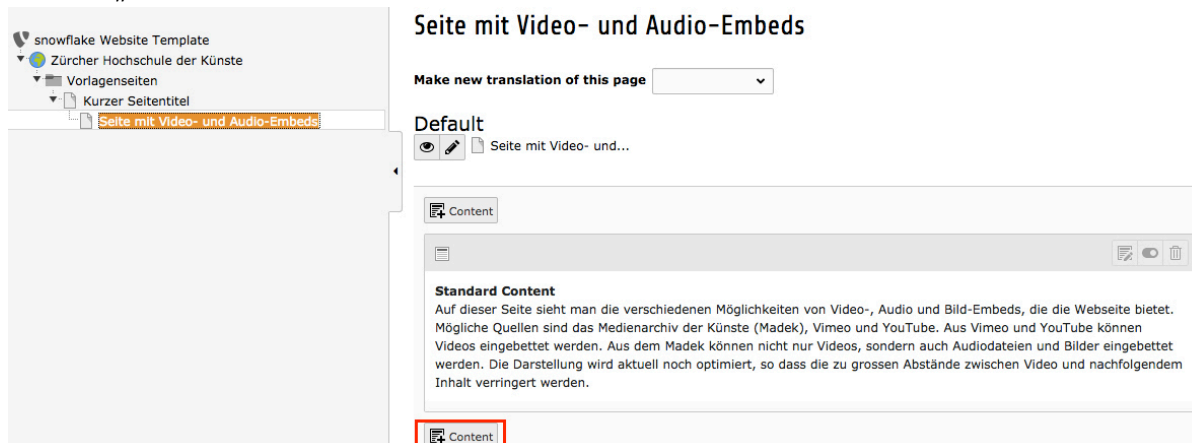 snowflake Website Template
Zürcher Hochschule der Künste
Vorlagenseiten
Kurzer Seitentitel
Seite mit Video- und Audio-Embeds
Seite mit Video- und Audio-Embeds
Make new translation of this page
Default
Seite mit Video- und...
Content
Standard Content
Auf dieser Seite sieht man die verschiedenen Möglichkeiten von Video-, Audio und Bild-Embeds, die die Webseite bietet.
Mögliche Quellen sind das Medienarchiv der Künste (Madek), Vimeo und YouTube. Aus Vimeo und YouTube können
Videos eingebettet werden. Aus dem Madek können nicht nur Videos, sondern auch Audiodateien und Bilder eingebettet
werden. Die Darstellung wird aktuell noch optimiert, so dass die zu grossen Abstände zwischen Video und nachfolgendem
Inhalt verringert werden.
Content